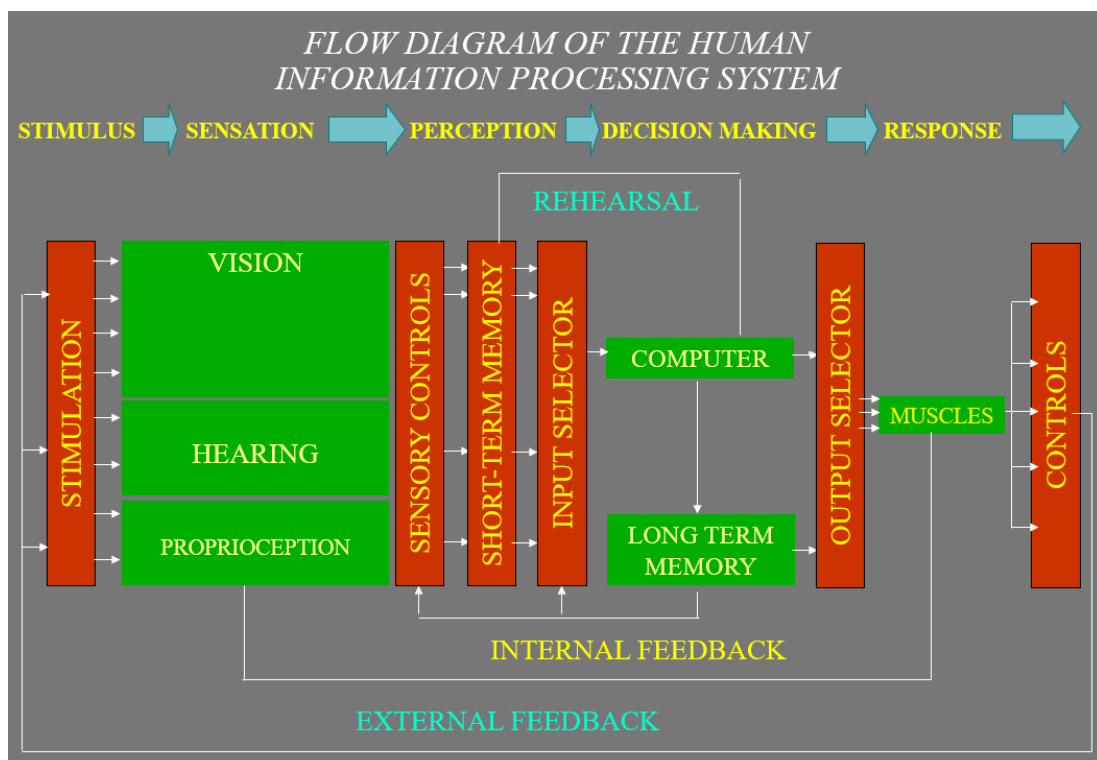 FLOW DIAGRAM OF THE HUMAN
INFORMATION PROCESSING SYSTEM
STIMULUS
SENSATION
PERCEPTION
DECISION MAKING
RESPONSE
REHEARSAL
STIMULATION
VISION
HEARING
PROPRIOCEPTION
SENSORY CONTROLS
SHORT-TERM MEMORY
INPUT SELECTOR
COMPUTER
LONG TERM
MEMORY
OUTPUT SELECTOR
MUSCLES
CONTROLS
INTERNAL FEEDBACK
EXTERNAL FEEDBACK